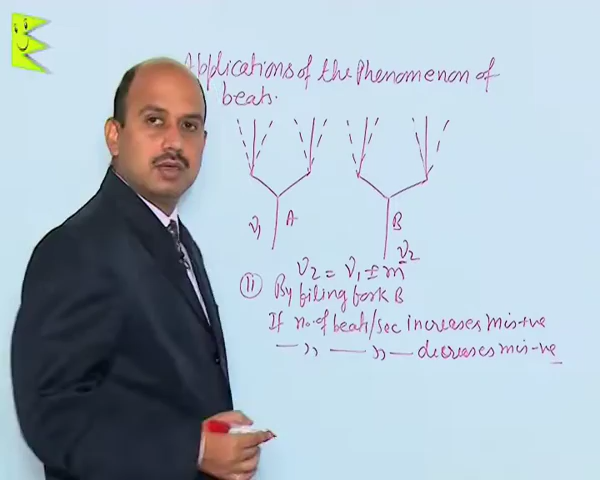 Applications of the Phenomenon of
beats.
ν₁ A
B
ν₂
ν₂ = ν₁ ± m
(II) By filing fork B
If no. of beats/sec increases m is +ve
— ,, — ,, — decreases m is -ve